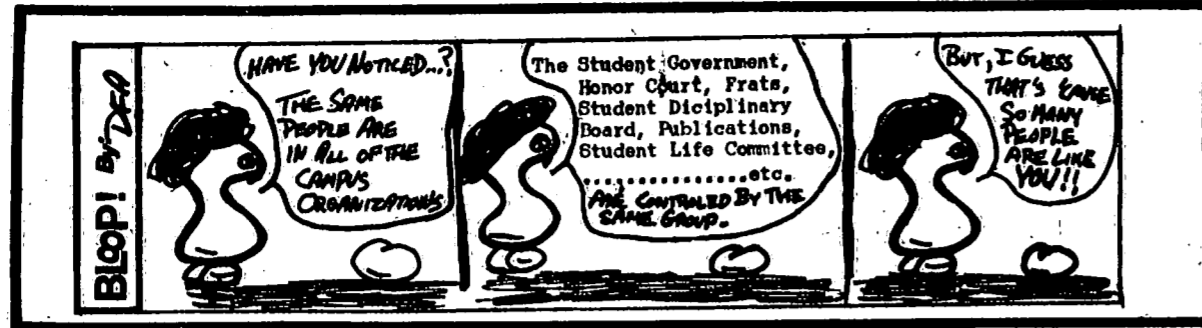 BLOOP! By: DFA
HAVE YOU NOTICED...?
THE SAME
PEOPLE ARE
IN ALL OF THE
CAMPUS
ORGANIZATIONS
The Student Government,
Honor Court, Frats,
Student Diciplinary
Board, Publications,
Student Life Committee,
................etc.
ARE CONTROLED BY THE
SAME GROUP.
BUT, I GUESS
THAT'S 'CAUSE
SO MANY
PEOPLE
ARE LIKE
YOU!!